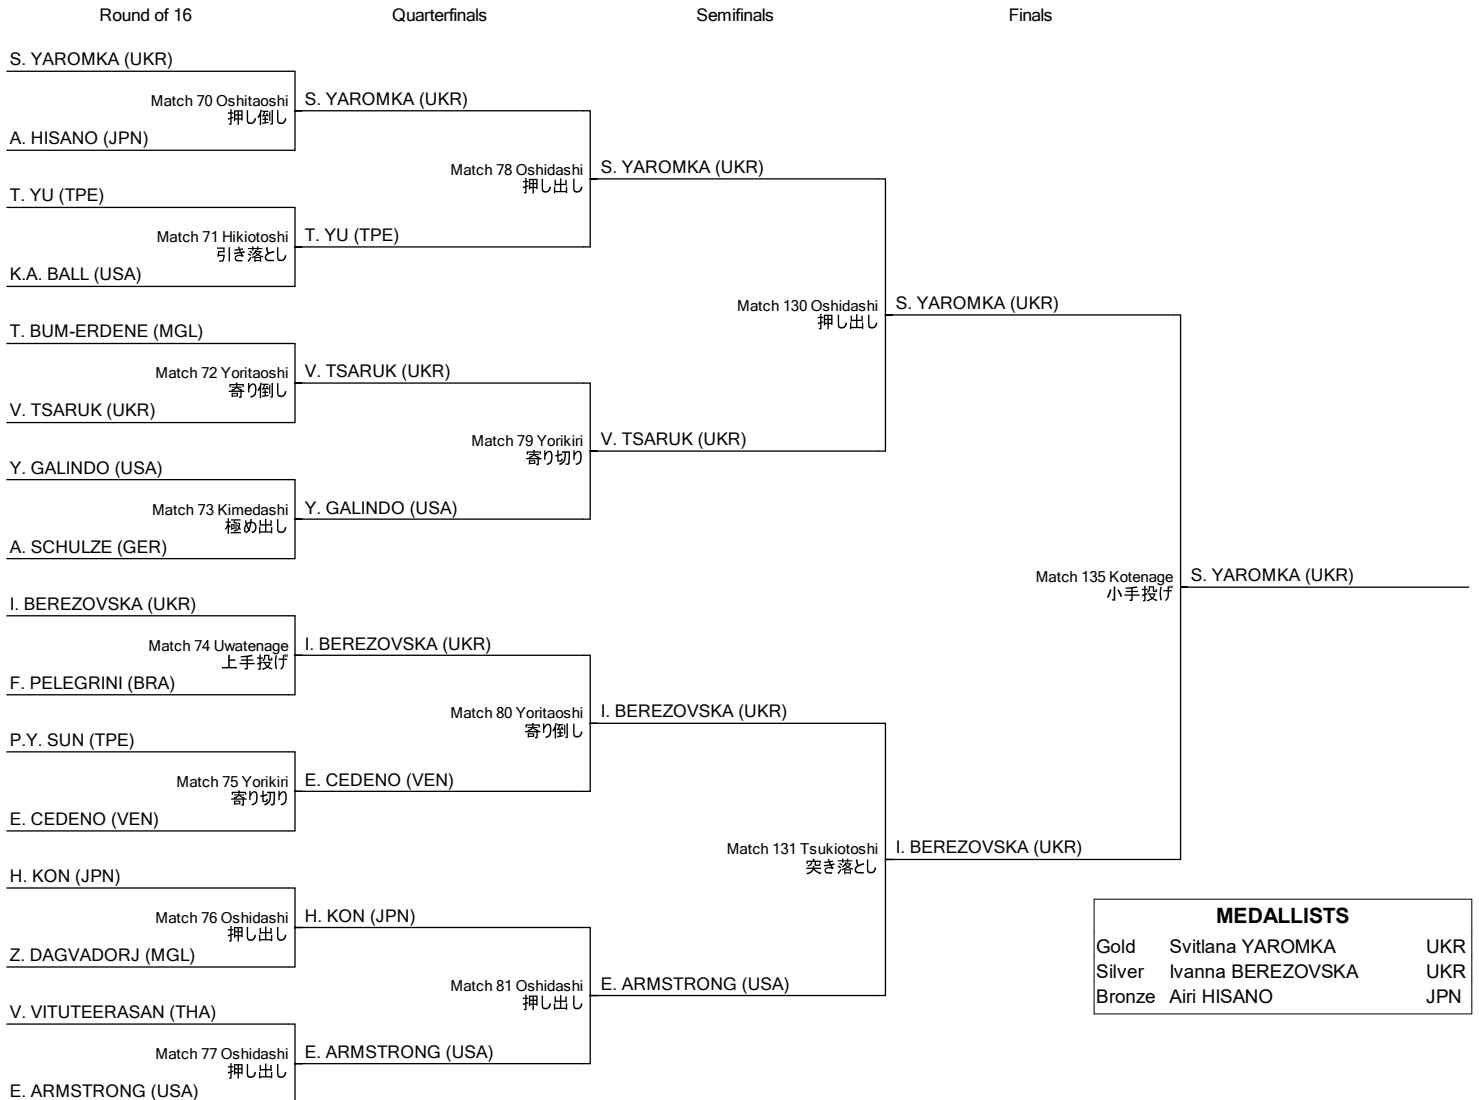 Round of 16 Quarterfinals Semifinals Finals
S. YAROMKA (UKR)
Match 70 Oshitaoshi
押し倒し
A. HISANO (JPN)
S. YAROMKA (UKR)
T. YU (TPE)
Match 71 Hikiotoshi
引き落とし
K.A. BALL (USA)
T. YU (TPE)
Match 78 Oshidashi
押し出し
S. YAROMKA (UKR)
T. BUM-ERDENE (MGL)
Match 72 Yoritaoshi
寄り倒し
V. TSARUK (UKR)
V. TSARUK (UKR)
Y. GALINDO (USA)
Match 73 Kimedashi
極め出し
A. SCHULZE (GER)
Y. GALINDO (USA)
Match 79 Yorikiri
寄り切り
V. TSARUK (UKR)
Match 130 Oshidashi
押し出し
S. YAROMKA (UKR)
I. BEREZOVSKA (UKR)
Match 74 Uwatenage
上手投げ
F. PELEGRINI (BRA)
I. BEREZOVSKA (UKR)
P.Y. SUN (TPE)
Match 75 Yorikiri
寄り切り
E. CEDENO (VEN)
E. CEDENO (VEN)
Match 80 Yoritaoshi
寄り倒し
I. BEREZOVSKA (UKR)
H. KON (JPN)
Match 76 Oshidashi
押し出し
Z. DAGVADORJ (MGL)
H. KON (JPN)
V. VITUTEERASAN (THA)
Match 77 Oshidashi
押し出し
E. ARMSTRONG (USA)
E. ARMSTRONG (USA)
Match 81 Oshidashi
押し出し
E. ARMSTRONG (USA)
Match 131 Tsukiotoshi
突き落とし
I. BEREZOVSKA (UKR)
Match 135 Kotenage
小手投げ
S. YAROMKA (UKR)
MEDALLISTS
Gold Svitlana YAROMKA UKR
Silver Ivanna BEREZOVSKA UKR
Bronze Airi HISANO JPN